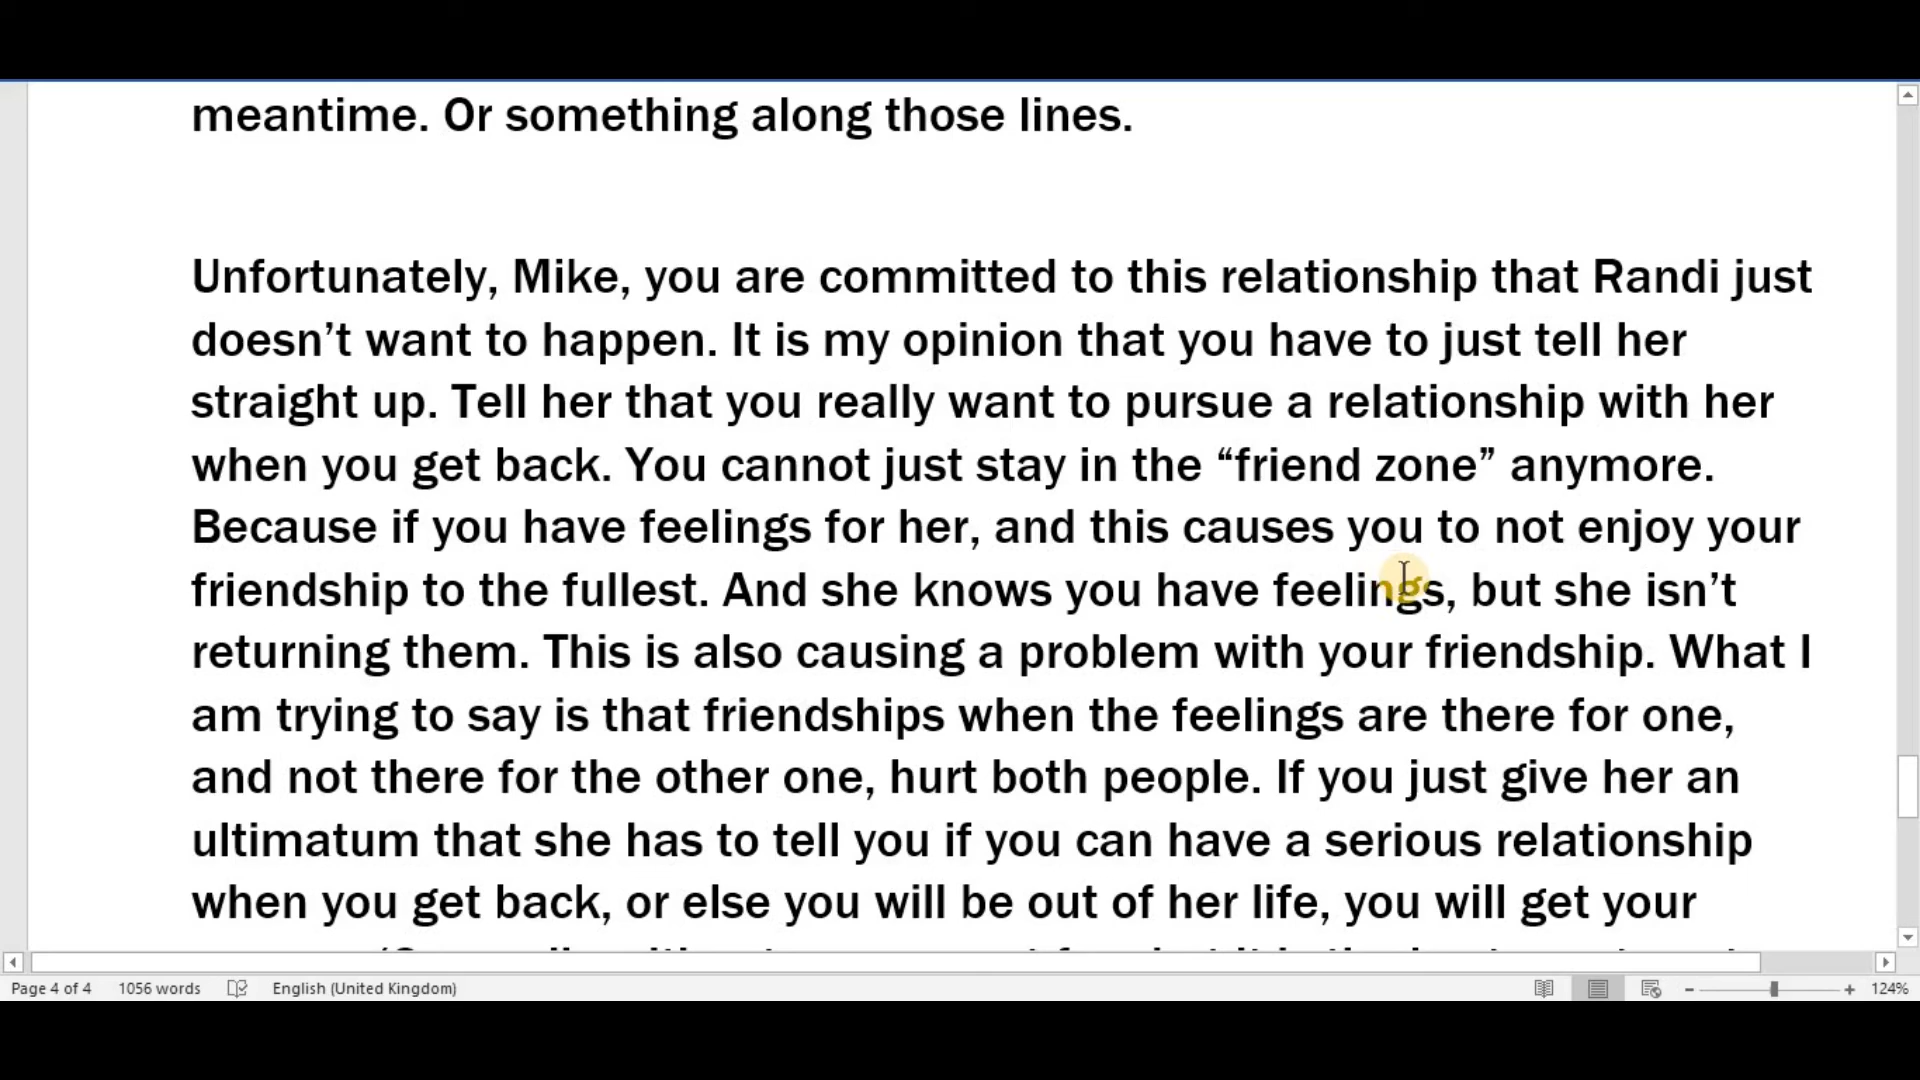 meantime. Or something along those lines.
Unfortunately, Mike, you are committed to this relationship that Randi just
doesn’t want to happen. It is my opinion that you have to just tell her
straight up. Tell her that you really want to pursue a relationship with her
when you get back. You cannot just stay in the “friend zone” anymore.
Because if you have feelings for her, and this causes you to not enjoy your
friendship to the fullest. And she knows you have feelings, but she isn’t
returning them. This is also causing a problem with your friendship. What I
am trying to say is that friendships when the feelings are there for one,
and not there for the other one, hurt both people. If you just give her an
ultimatum that she has to tell you if you can have a serious relationship
when you get back, or else you will be out of her life, you will get your
Page 4 of 4 1056 words English (United Kingdom) 124%